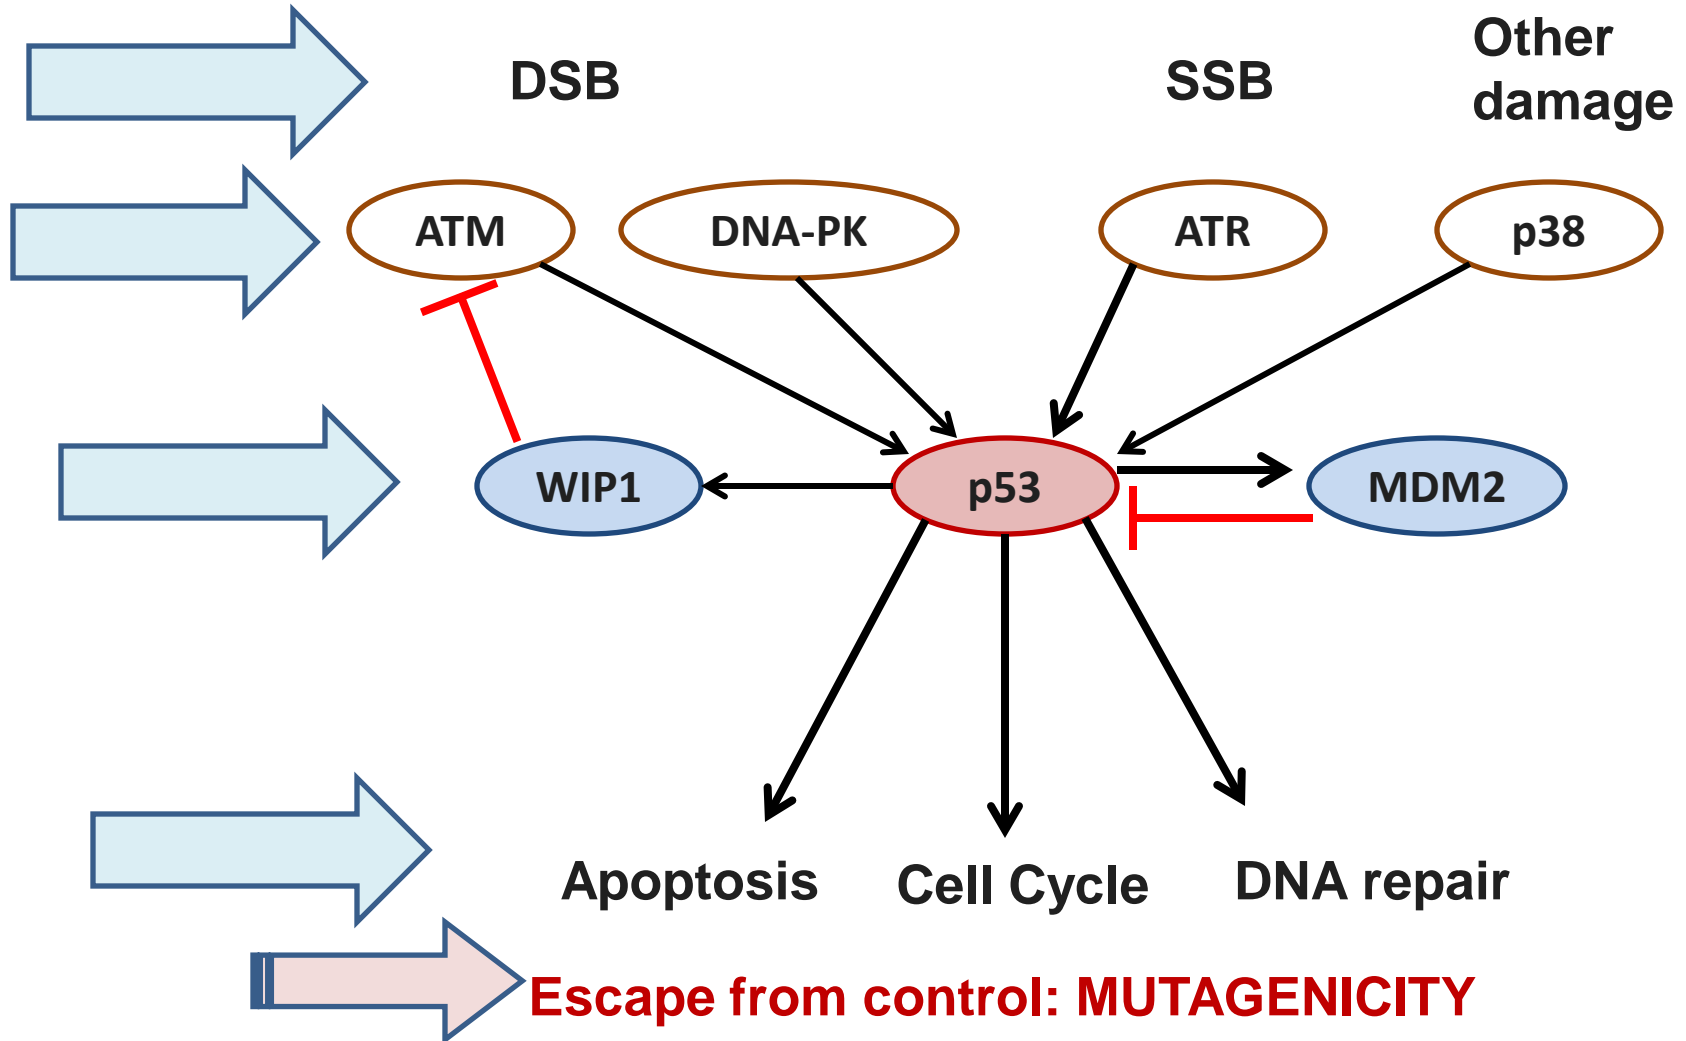 DSB
SSB
Other
damage
ATM
DNA-PK
ATR
p38
WIP1
p53
MDM2
Apoptosis
Cell Cycle
DNA repair
Escape from control: MUTAGENICITY